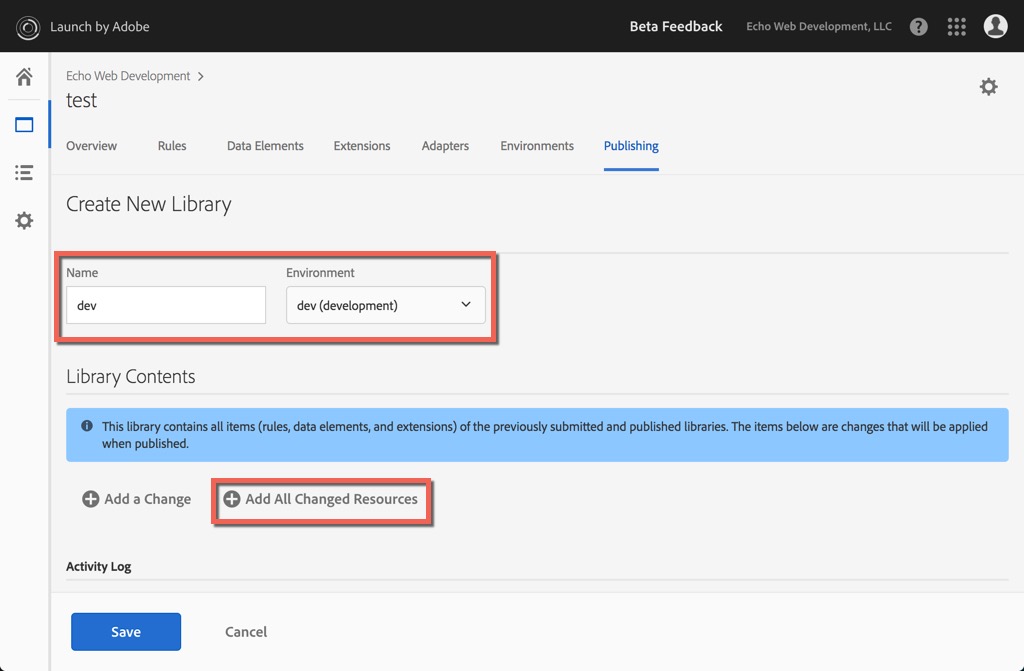 Launch by Adobe
Beta Feedback
Echo Web Development, LLC
Echo Web Development
test
Overview
Rules
Data Elements
Extensions
Adapters
Environments
Publishing
Create New Library
Name
Environment
dev
dev (development)
Library Contents
This library contains all items (rules, data elements, and extensions) of the previously submitted and published libraries. The items below are changes that will be applied
when published.
Add a Change
Add All Changed Resources
Activity Log
Save
Cancel